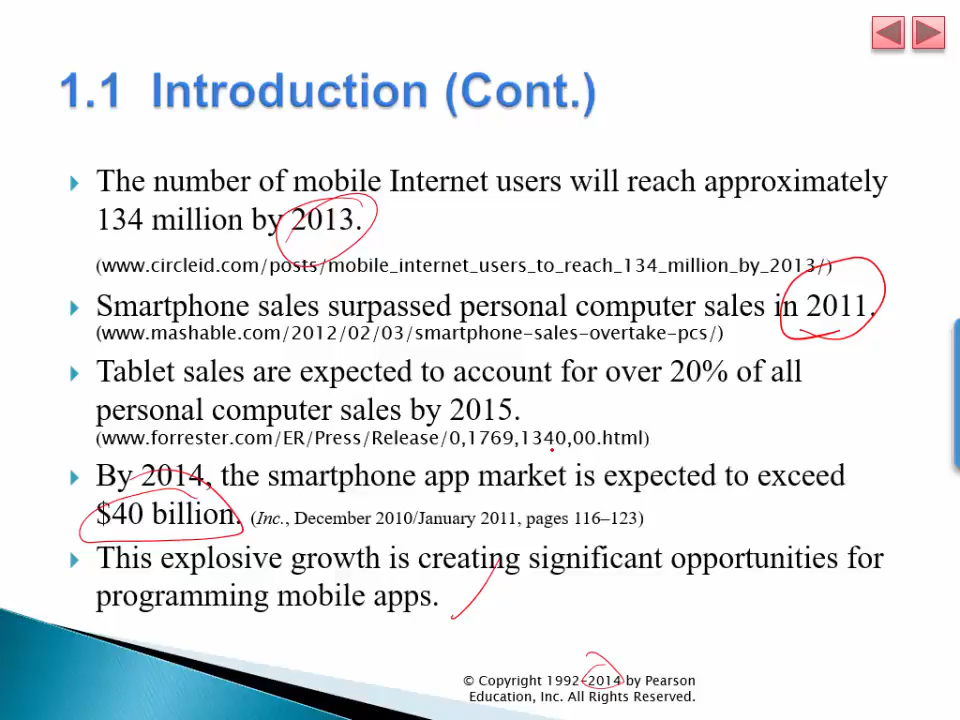 1.1 Introduction (Cont.)
The number of mobile Internet users will reach approximately
134 million by 2013.
(www.circleid.com/posts/mobile_internet_users_to_reach_134_million_by_2013/)
Smartphone sales surpassed personal computer sales in 2011.
(www.mashable.com/2012/02/03/smartphone-sales-overtake-pcs/)
Tablet sales are expected to account for over 20% of all
personal computer sales by 2015.
(www.forrester.com/ER/Press/Release/0,1769,1340,00.html)
By 2014, the smartphone app market is expected to exceed
$40 billion. (Inc., December 2010/January 2011, pages 116–123)
This explosive growth is creating significant opportunities for
programming mobile apps.
© Copyright 1992-2014 by Pearson
Education, Inc. All Rights Reserved.